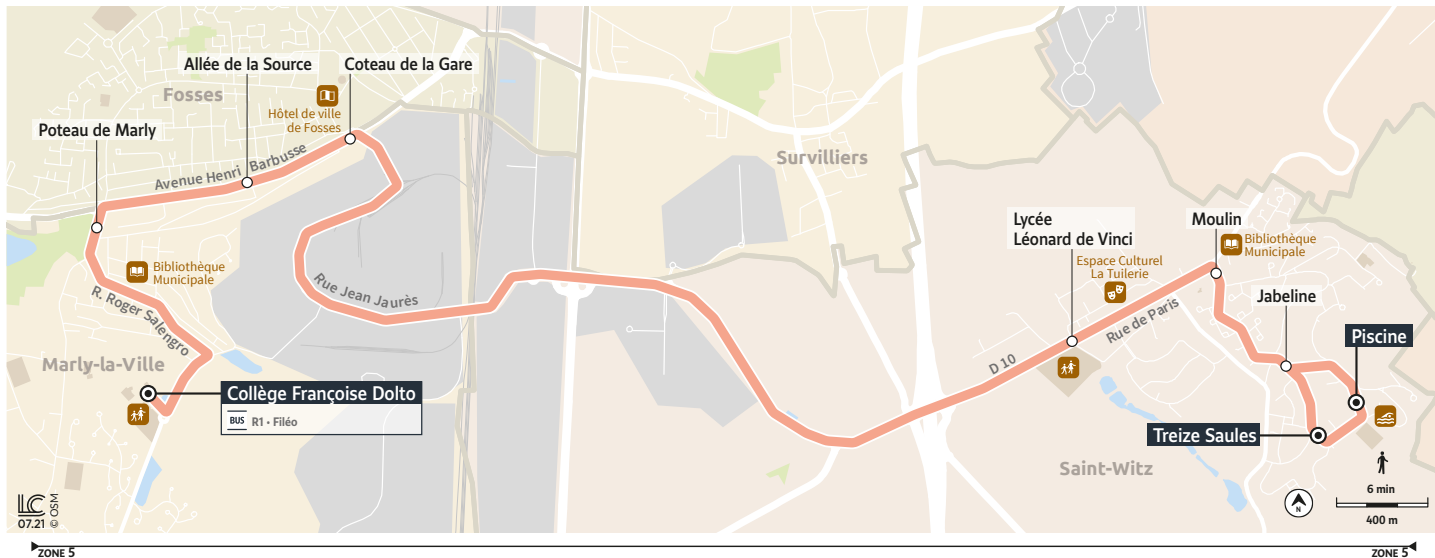 Allée de la Source
Coteau de la Gare
Fosses
Hôtel de ville
de Fosses
Poteau de Marly
Avenue Henri Barbusse
Survilliers
Lycée
Léonard de Vinci
Moulin
Espace Culturel
La Tuilerie
Bibliothèque
Municipale
Bibliothèque
Municipale
Rue Jean Jaurès
R. Roger Salengro
Jabeline
Rue de Paris
Piscine
D 10
Marly-la-Ville
Collège Françoise Dolto
BUS R1 • Filéo
Treize Saules
Saint-Witz
6 min
N
400 m
LC
07.21 © OSM
ZONE 5
ZONE 5